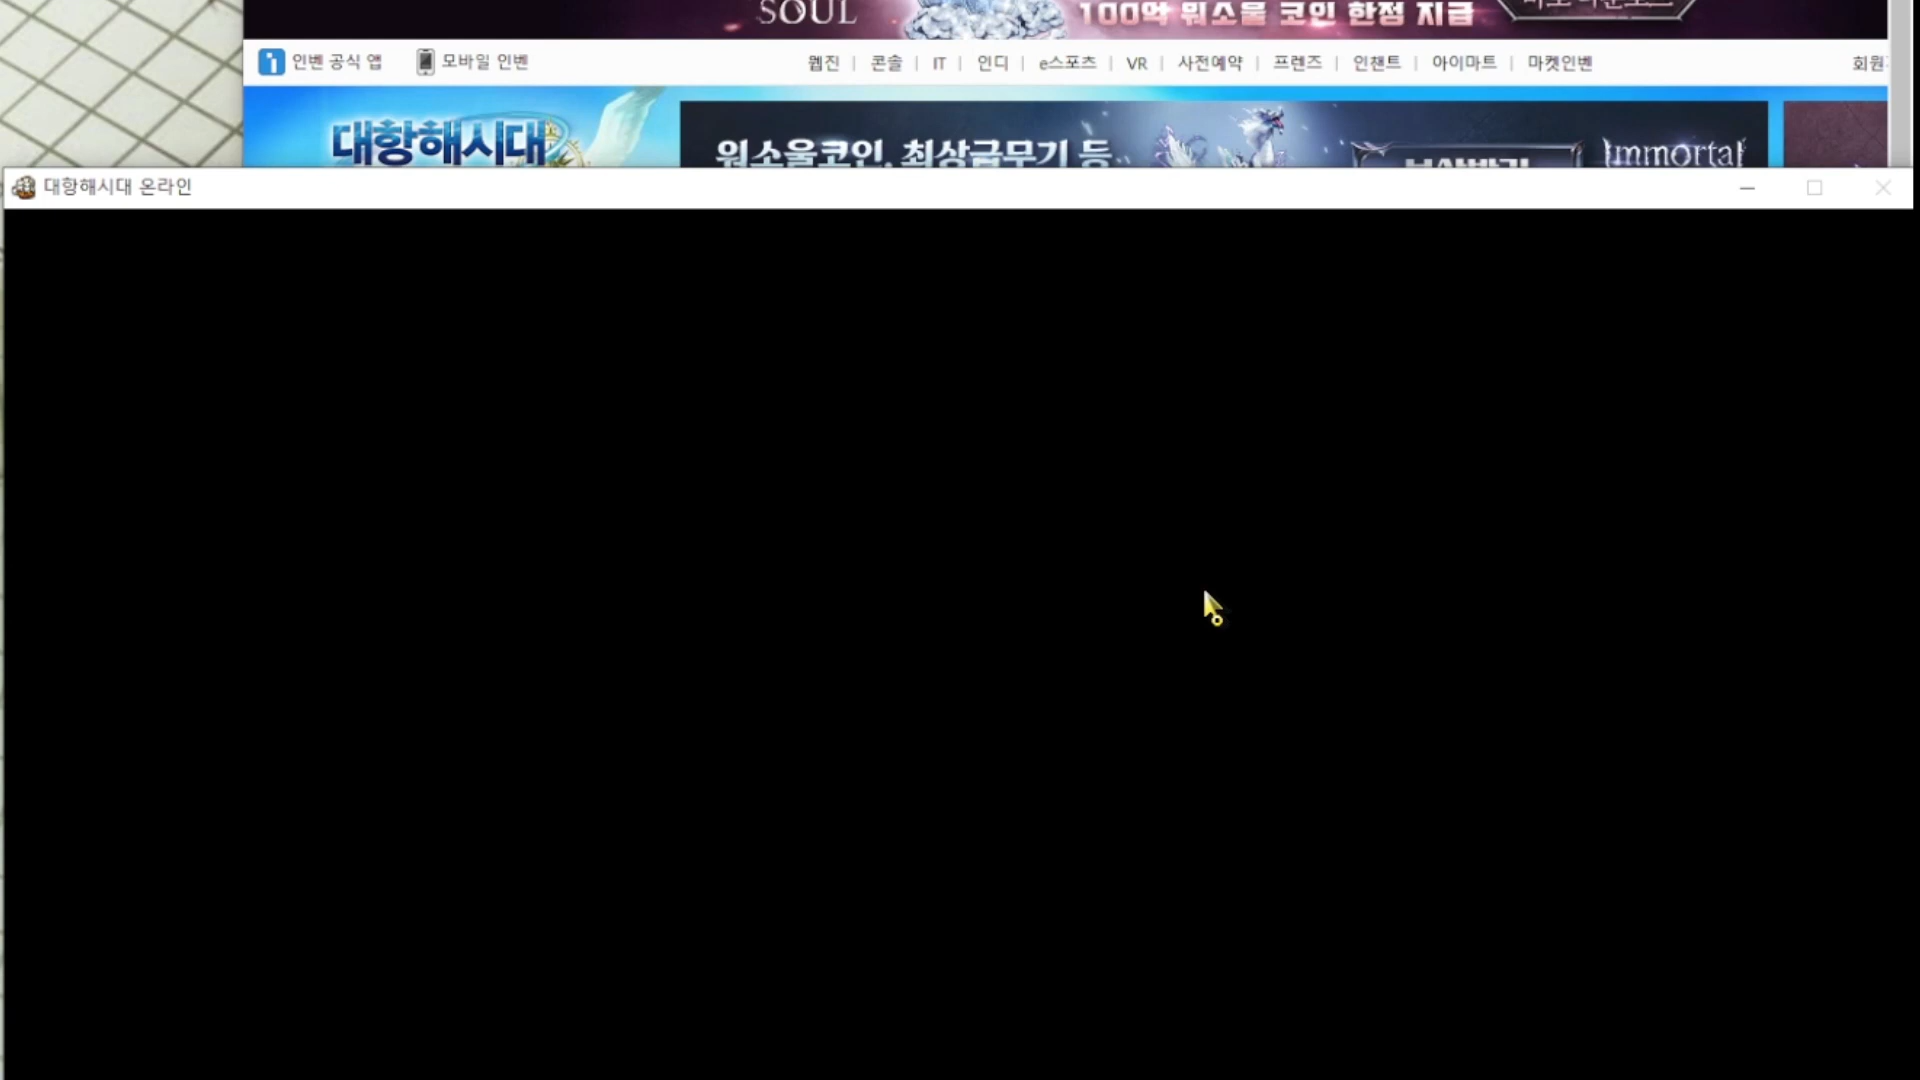 SOUL
100억 워소울 코인 한정 지급
인벤 공식 앱
모바일 인벤
웹진 | 콘솔 | IT | 인디 | e스포츠 | VR | 사전예약 | 프렌즈 | 인챈트 | 아이마트 | 마켓인벤
회원
대항해시대
워소울코인, 최상급무기 등
Immortal
대항해시대 온라인